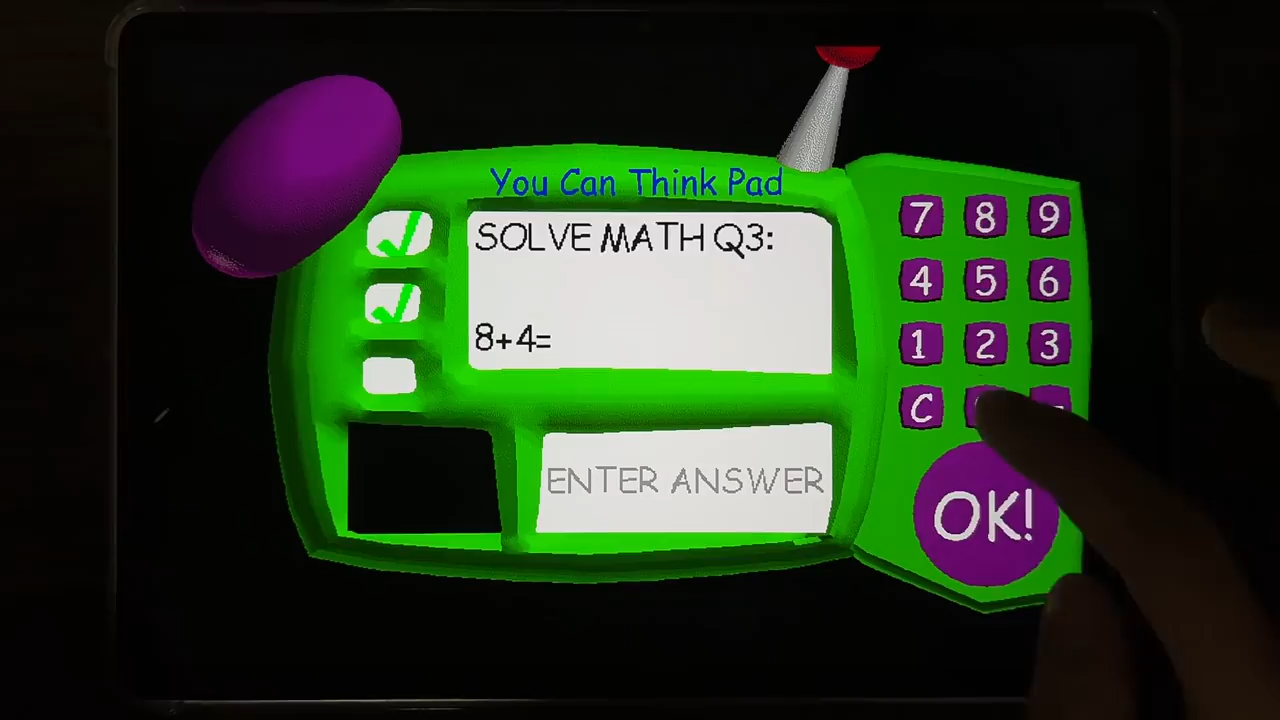 You Can Think Pad
SOLVE MATH Q3:
8+4=
ENTER ANSWER
7 8 9
4 5 6
1 2 3
C
OK!